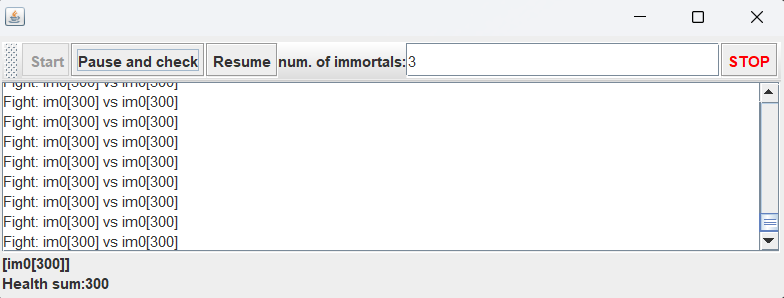 Start Pause and check Resume num. of immortals: 3 STOP
Fight: im0[300] vs im0[300]
Fight: im0[300] vs im0[300]
Fight: im0[300] vs im0[300]
Fight: im0[300] vs im0[300]
Fight: im0[300] vs im0[300]
Fight: im0[300] vs im0[300]
Fight: im0[300] vs im0[300]
Fight: im0[300] vs im0[300]
Fight: im0[300] vs im0[300]
[im0[300]]
Health sum:300